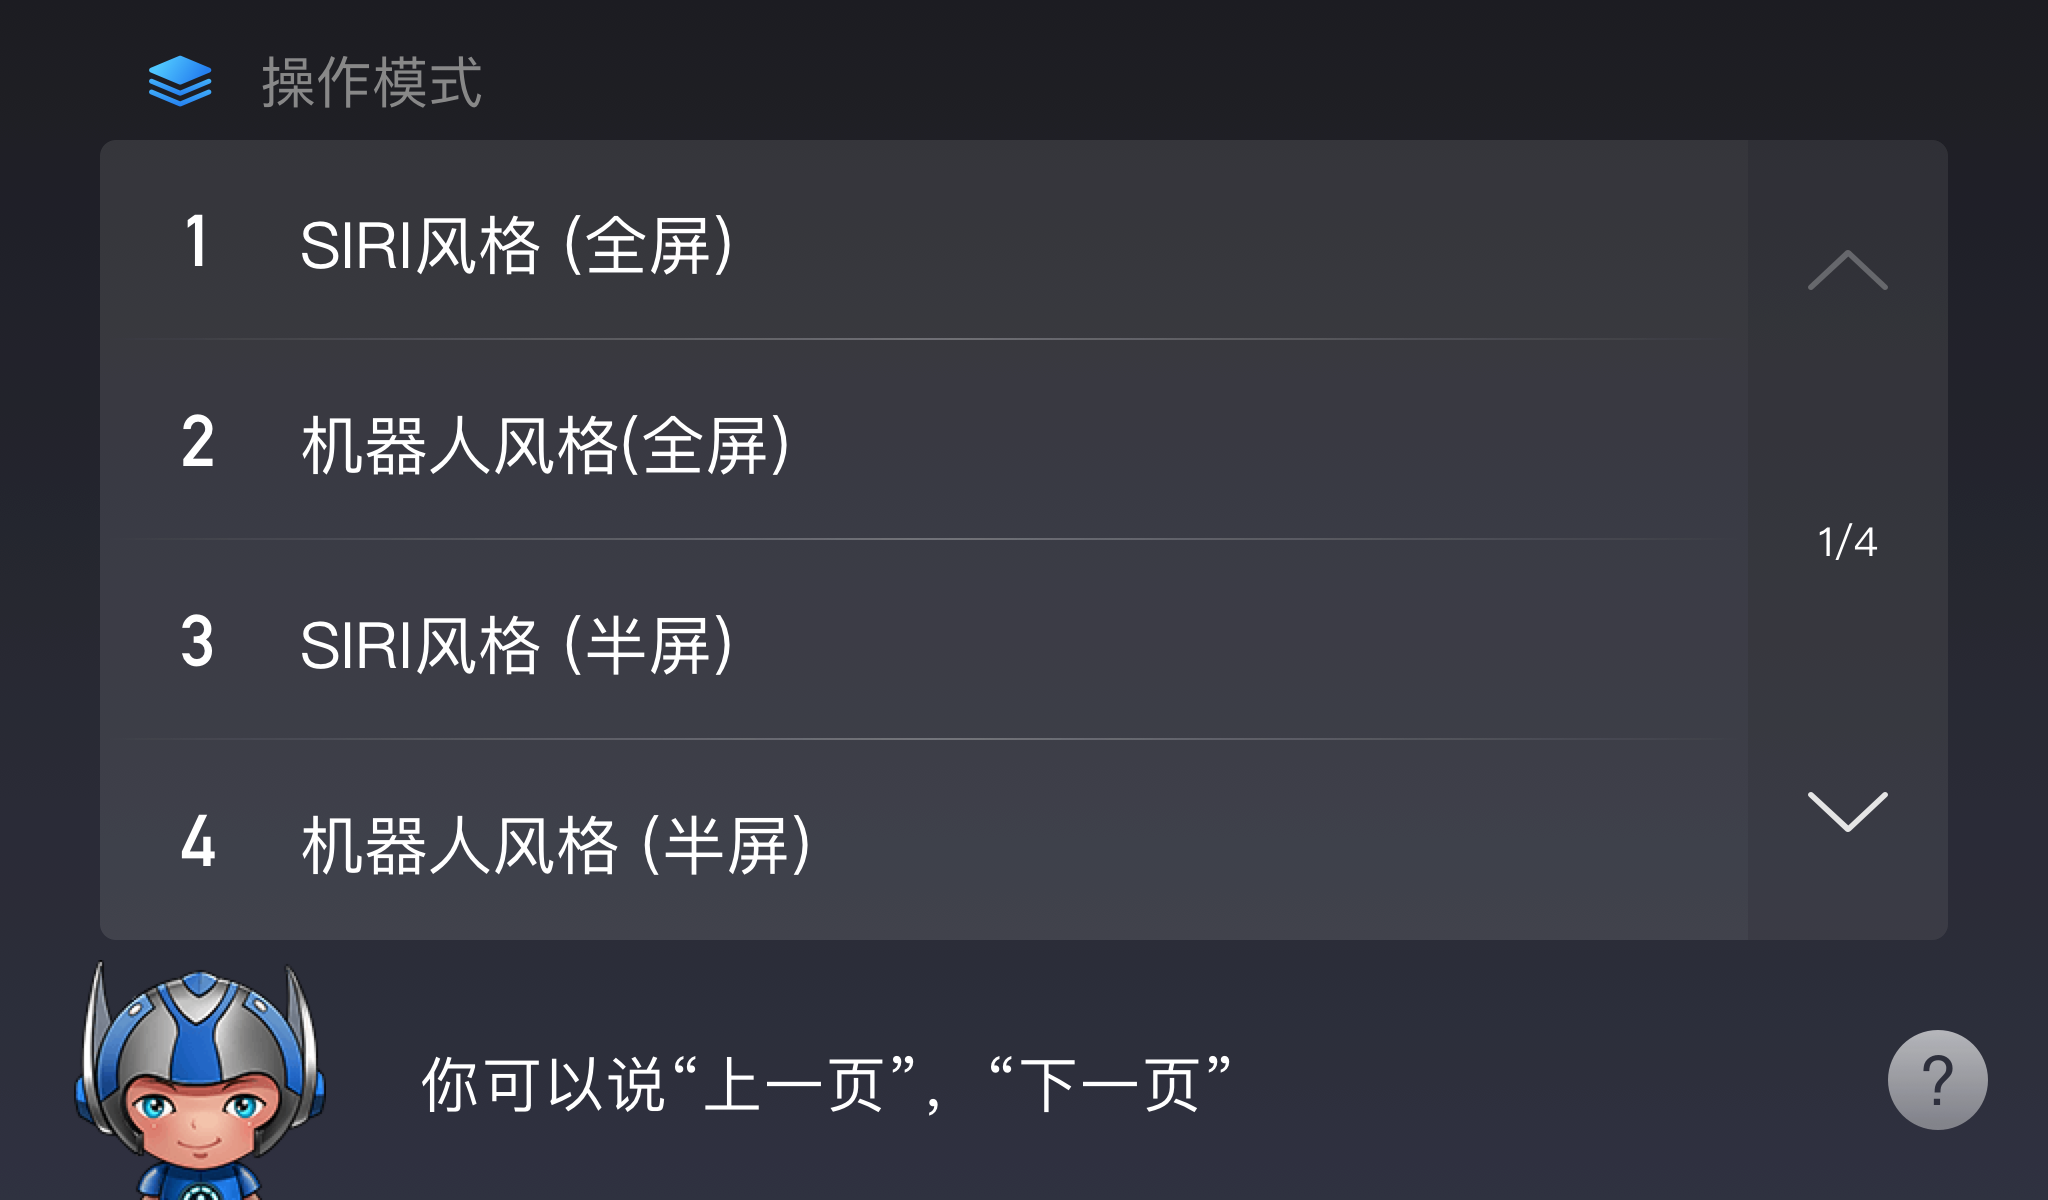 操作模式
1 SIRI风格 (全屏)
2 机器人风格(全屏)
3 SIRI风格 (半屏)
4 机器人风格 (半屏)
1/4
你可以说“上一页”，“下一页”
?